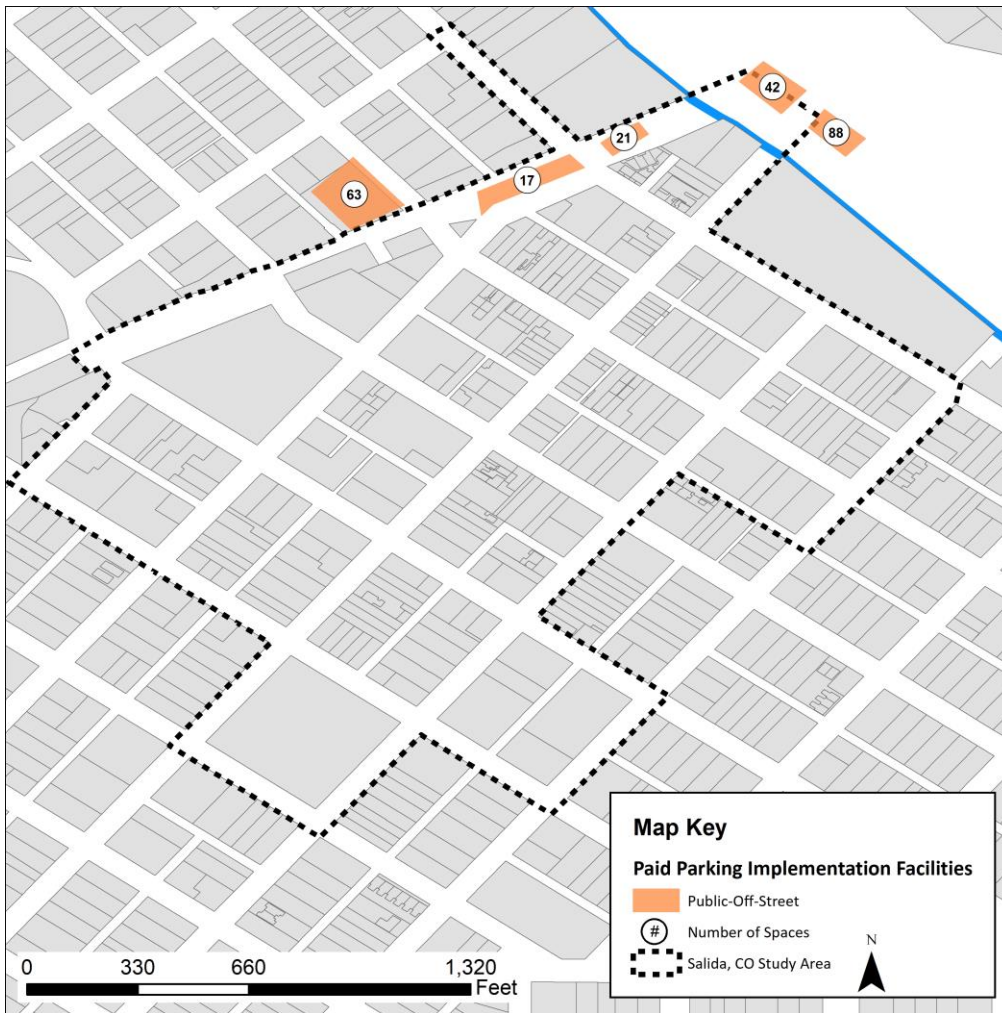 42
88
21
17
63
Map Key
Paid Parking Implementation Facilities
Public-Off-Street
# Number of Spaces
Salida, CO Study Area
N
0 330 660 1,320
Feet